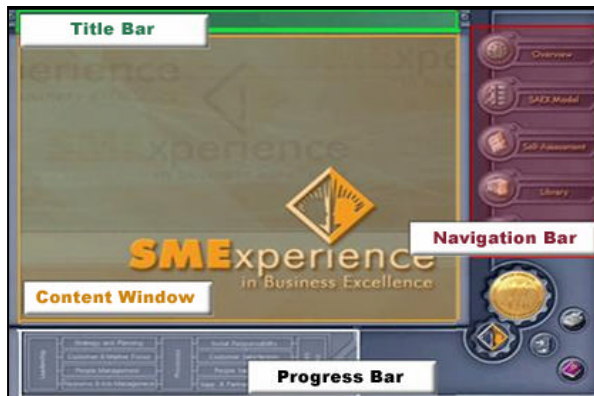 Title Bar
Overview
SAEX Model
Self-Assessment
Library
Navigation Bar
SMExperience
in Business Excellence
Content Window
Leadership
Strategy and Planning
Customer & Market Focus
People Management
Processes
Social Responsibility
Customer Satisfaction
Progress Bar